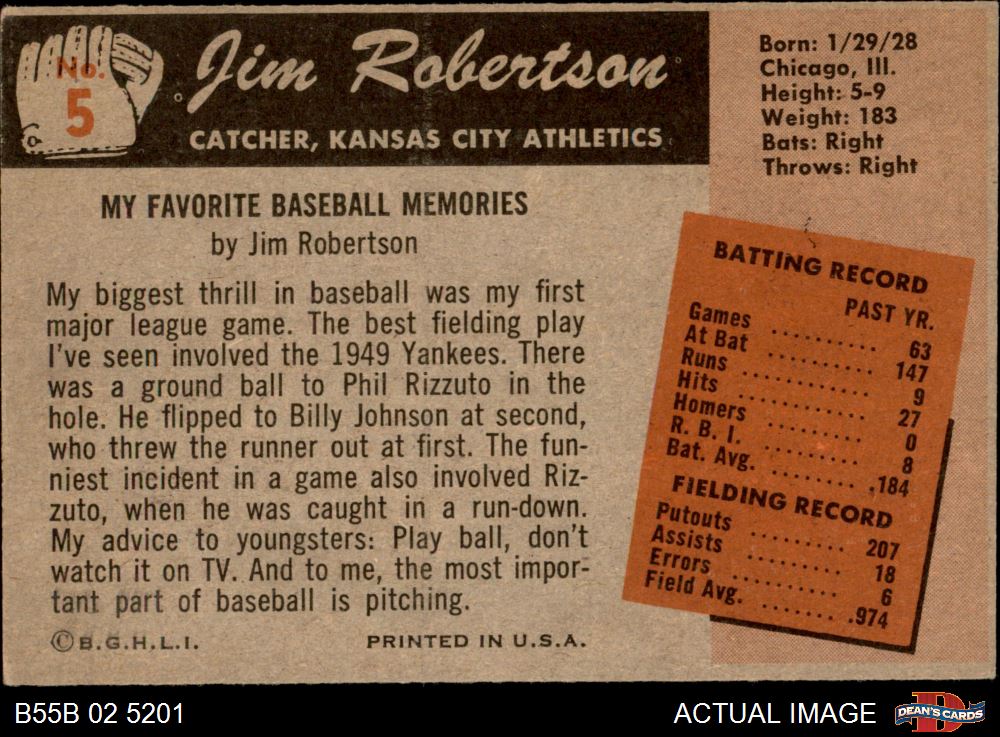 No.
5
Jim Robertson
CATCHER, KANSAS CITY ATHLETICS
Born: 1/29/28
Chicago, Ill.
Height: 5-9
Weight: 183
Bats: Right
Throws: Right
MY FAVORITE BASEBALL MEMORIES
by Jim Robertson
My biggest thrill in baseball was my first
major league game. The best fielding play
I've seen involved the 1949 Yankees. There
was a ground ball to Phil Rizzuto in the
hole. He flipped to Billy Johnson at second,
who threw the runner out at first. The fun-
niest incident in a game also involved Riz-
zuto, when he was caught in a run-down.
My advice to youngsters: Play ball, don't
watch it on TV. And to me, the most impor-
tant part of baseball is pitching.
©B.G.H.L.I. PRINTED IN U.S.A.
BATTING RECORD
PAST YR.
Games ......... 63
At Bat ......... 147
Runs ......... 9
Hits ......... 27
Homers ......... 0
R. B. I. ......... 8
Bat. Avg. ......... .184
FIELDING RECORD
Putouts ......... 207
Assists ......... 18
Errors ......... 6
Field Avg. ....... .974
B55B 02 5201 ACTUAL IMAGE DEAN'S CARDS